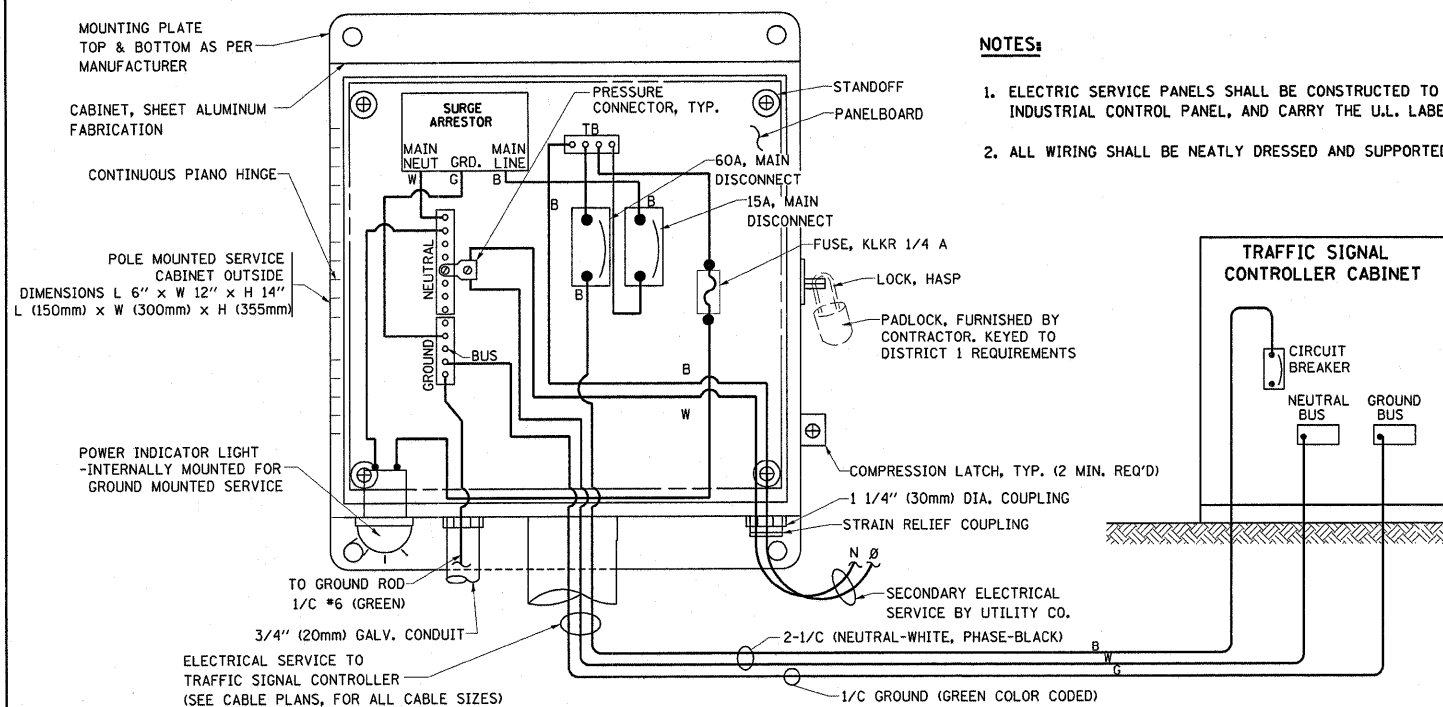 MOUNTING PLATE
TOP & BOTTOM AS PER
MANUFACTURER
CABINET, SHEET ALUMINUM
FABRICATION
CONTINUOUS PIANO HINGE
POLE MOUNTED SERVICE
CABINET OUTSIDE
DIMENSIONS L 6" x W 12" x H 14"
L (150mm) x W (300mm) x H (355mm)
POWER INDICATOR LIGHT
-INTERNALLY MOUNTED FOR
GROUND MOUNTED SERVICE
TO GROUND ROD
1/C #6 (GREEN)
3/4" (20mm) GALV. CONDUIT
ELECTRICAL SERVICE TO
TRAFFIC SIGNAL CONTROLLER
(SEE CABLE PLANS, FOR ALL CABLE SIZES)
SURGE
ARRESTOR
MAIN
NEUT
GRD.
MAIN
LINE
W
G
B
PRESSURE
CONNECTOR, TYP.
TB
60A, MAIN
DISCONNECT
B
B
15A, MAIN
DISCONNECT
B
NEUTRAL
GROUND
BUS
FUSE, KLKR 1/4 A
B
W
STANDOFF
PANELBOARD
LOCK, HASP
PADLOCK, FURNISHED BY
CONTRACTOR. KEYED TO
DISTRICT 1 REQUIREMENTS
COMPRESSION LATCH, TYP. (2 MIN. REQ'D)
1 1/4" (30mm) DIA. COUPLING
STRAIN RELIEF COUPLING
N Ø
SECONDARY ELECTRICAL
SERVICE BY UTILITY CO.
2-1/C (NEUTRAL-WHITE, PHASE-BLACK)
B
W
G
1/C GROUND (GREEN COLOR CODED)
NOTES:
1. ELECTRIC SERVICE PANELS SHALL BE CONSTRUCTED TO
INDUSTRIAL CONTROL PANEL, AND CARRY THE U.L. LABE
2. ALL WIRING SHALL BE NEATLY DRESSED AND SUPPORTED
TRAFFIC SIGNAL
CONTROLLER CABINET
CIRCUIT
BREAKER
NEUTRAL
BUS
GROUND
BUS